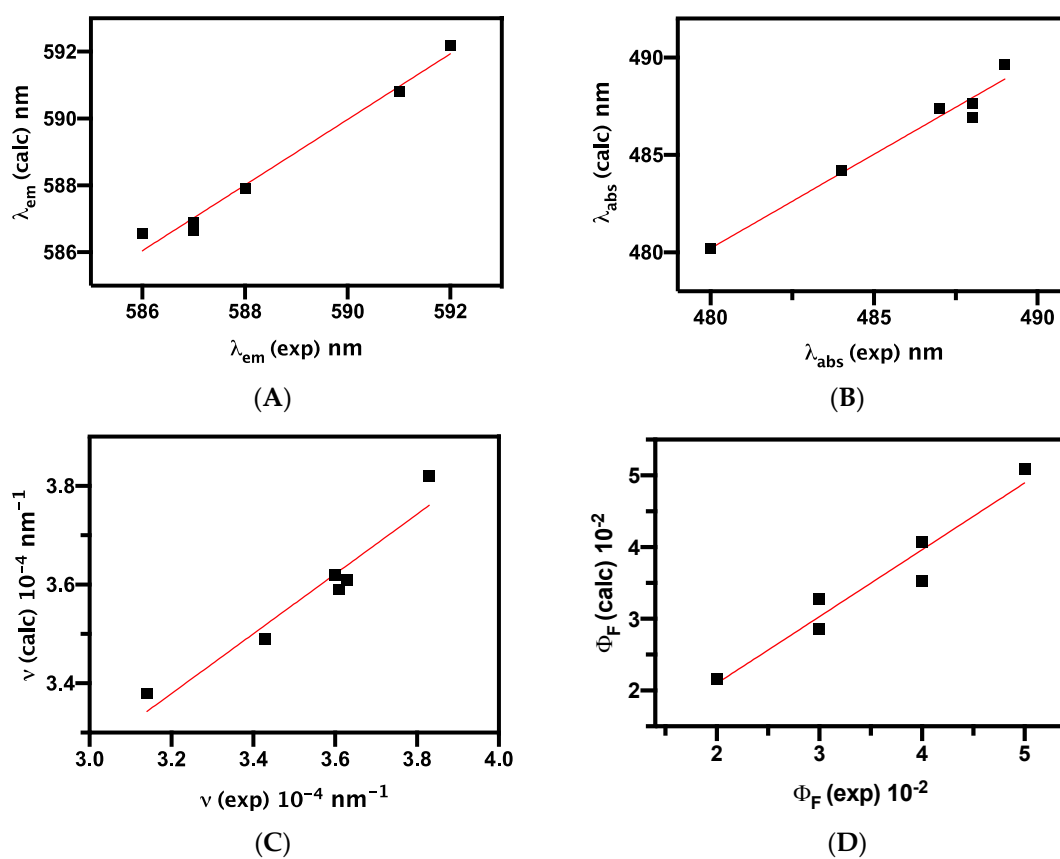 592
590
588
586
λem (calc) nm
586
588
590
592
λem (exp) nm
(A)
490
485
480
λabs (calc) nm
480
485
490
λabs (exp) nm
(B)
3.8
3.6
3.4
ν (calc) 10⁻⁴ nm⁻¹
3.0
3.2
3.4
3.6
3.8
4.0
ν (exp) 10⁻⁴ nm⁻¹
(C)
5
4
3
2
ΦF (calc) 10⁻²
2
3
4
5
ΦF (exp) 10⁻²
(D)